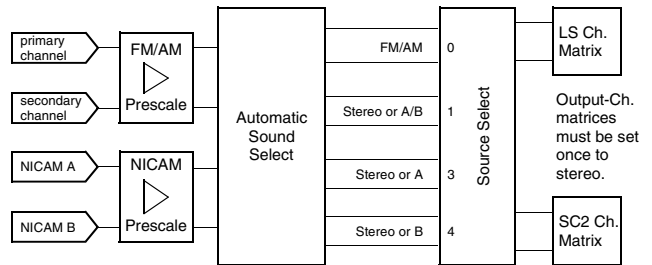 primary
channel
secondary
channel
NICAM A
NICAM B
FM/AM
Prescale
NICAM
Prescale
Automatic
Sound
Select
FM/AM
Stereo or A/B
Stereo or A
Stereo or B
0
1
3
4
Source Select
LS Ch.
Matrix
Output-Ch.
matrices
must be set
once to
stereo.
SC2 Ch.
Matrix